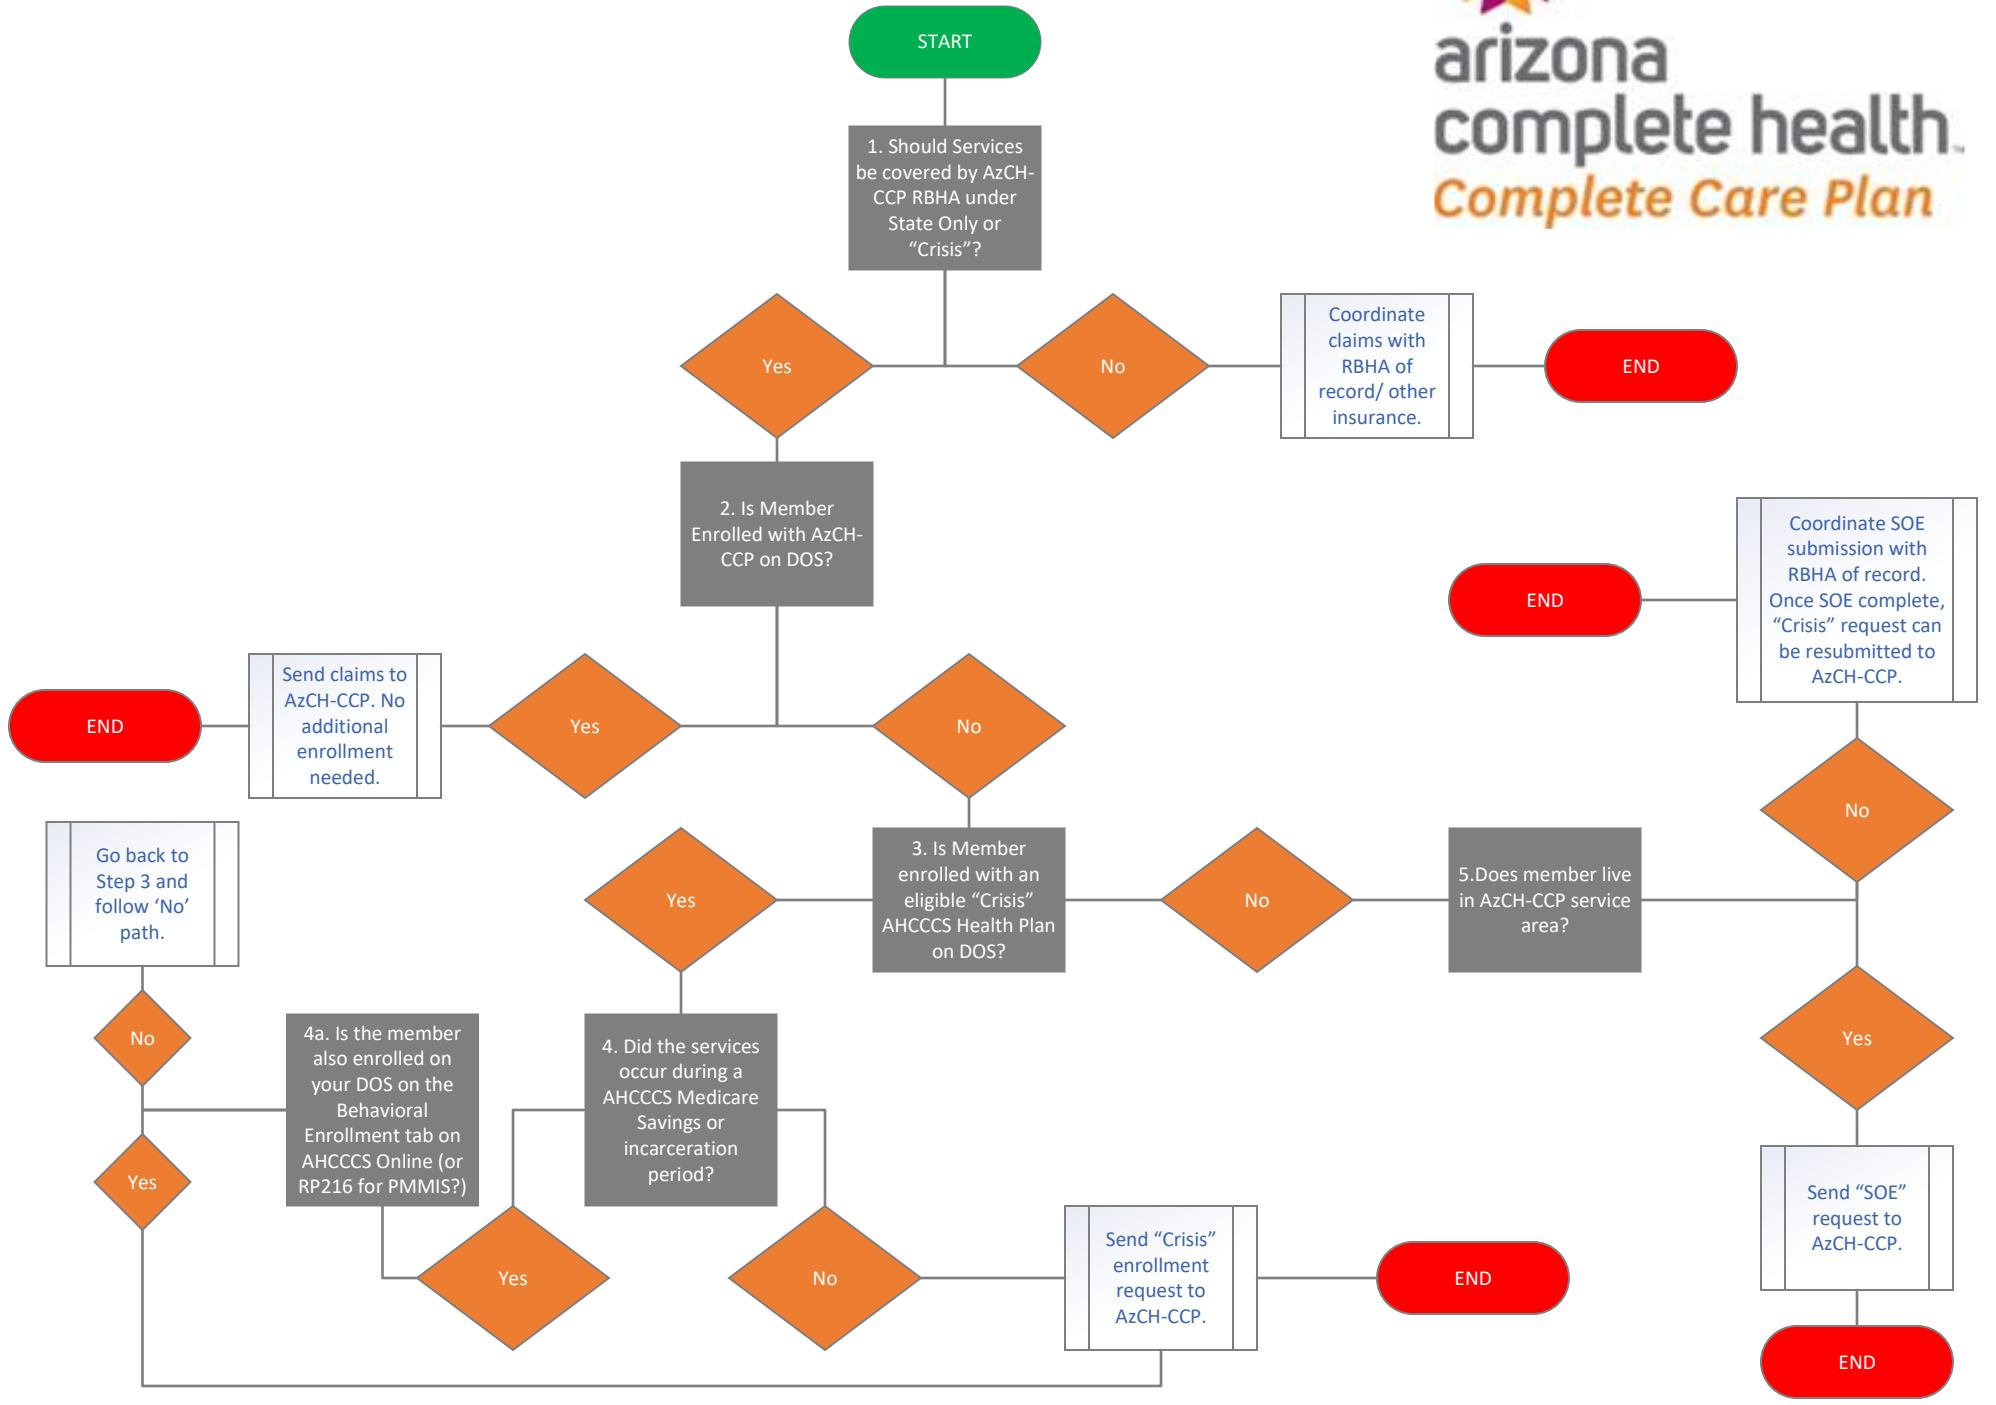 START
arizona
complete health™
Complete Care Plan
1. Should Services
be covered by AzCH-
CCP RBHA under
State Only or
“Crisis”?
Yes
No
Coordinate
claims with
RBHA of
record/ other
insurance.
END
2. Is Member
Enrolled with AzCH-
CCP on DOS?
END
Coordinate SOE
submission with
RBHA of record.
Once SOE complete,
“Crisis” request can
be resubmitted to
AzCH-CCP.
END
Send claims to
AzCH-CCP. No
additional
enrollment
needed.
Yes
No
No
Go back to
Step 3 and
follow ‘No’
path.
Yes
3. Is Member
enrolled with an
eligible “Crisis”
AHCCCS Health Plan
on DOS?
No
5.Does member live
in AzCH-CCP service
area?
No
4a. Is the member
also enrolled on
your DOS on the
Behavioral
Enrollment tab on
AHCCCS Online (or
RP216 for PMMIS?)
4. Did the services
occur during a
AHCCCS Medicare
Savings or
incarceration
period?
Yes
Yes
Yes
No
Send “Crisis”
enrollment
request to
AzCH-CCP.
END
Send “SOE”
request to
AzCH-CCP.
END